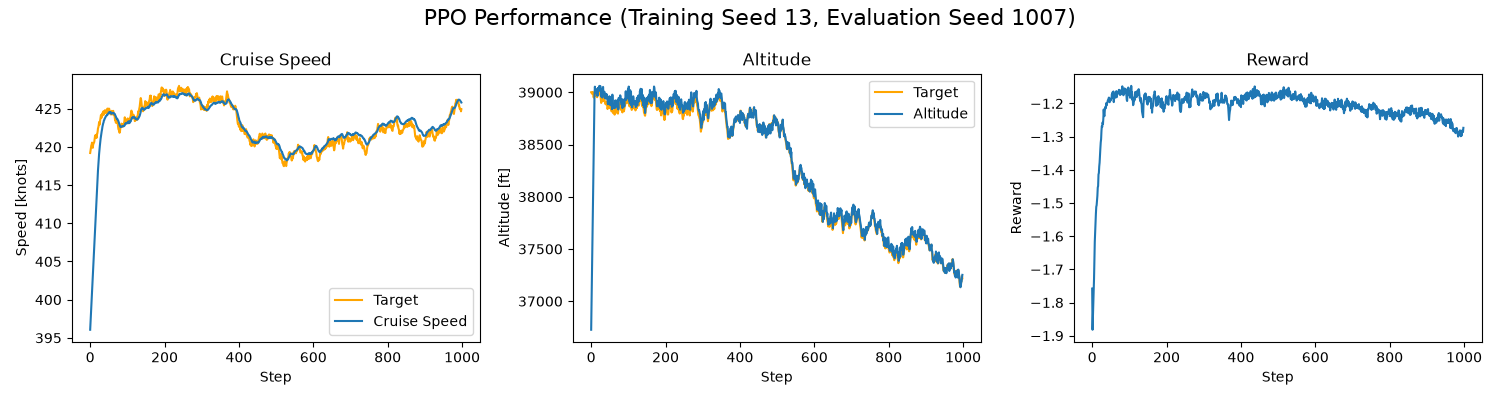 PPO Performance (Training Seed 13, Evaluation Seed 1007)
Cruise Speed
Speed [knots]
425
420
415
410
405
400
395
Target
Cruise Speed
0 200 400 600 800 1000
Step
Altitude
Altitude [ft]
39000
38500
38000
37500
37000
Target
Altitude
0 200 400 600 800 1000
Step
Reward
Reward
−1.2
−1.3
−1.4
−1.5
−1.6
−1.7
−1.8
−1.9
0 200 400 600 800 1000
Step